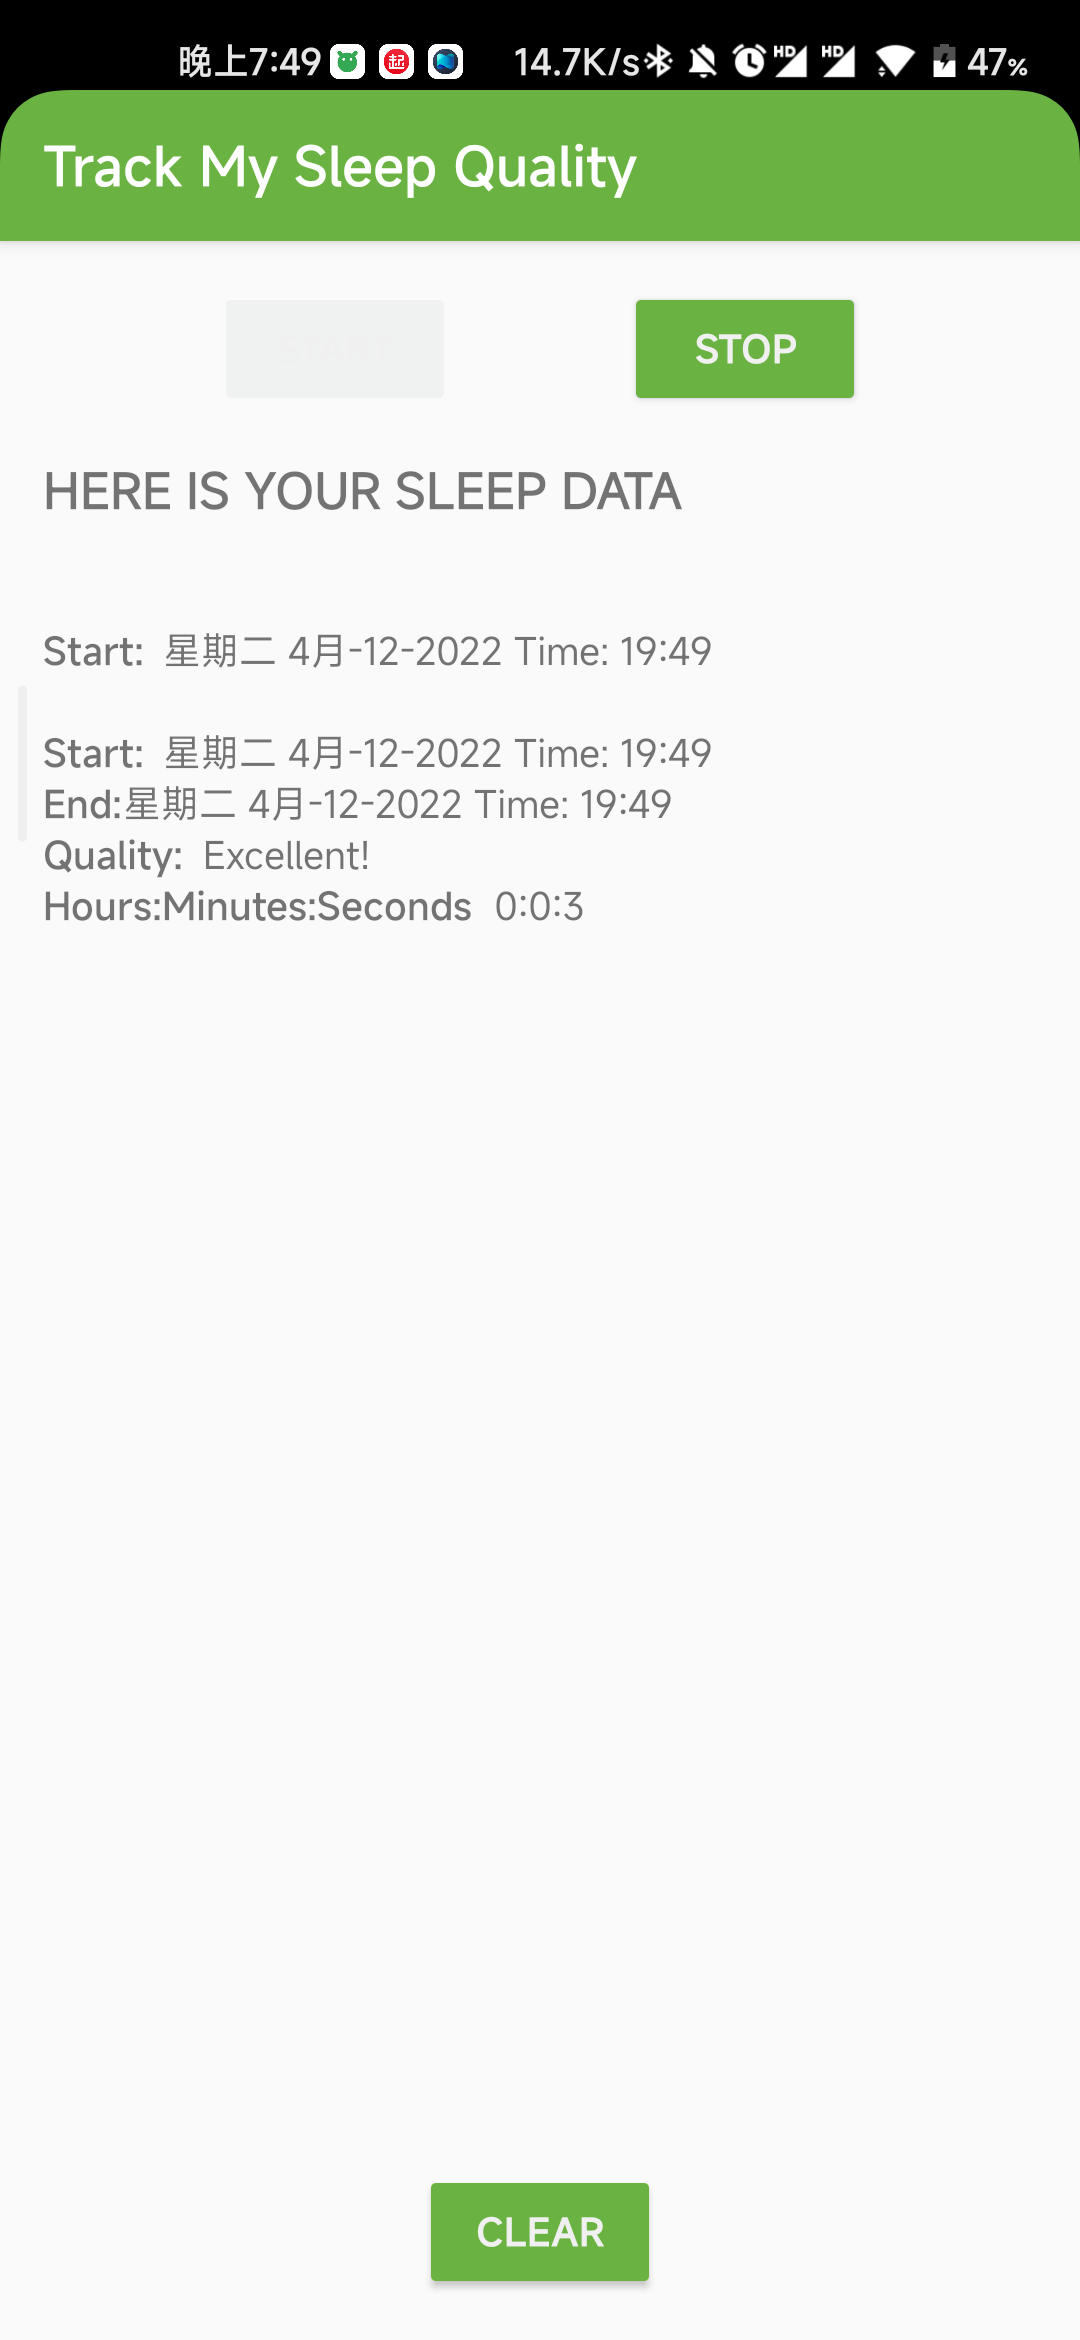 晚上7:49 起 14.7K/s HD HD 47%
Track My Sleep Quality
STOP
HERE IS YOUR SLEEP DATA
Start: 星期二 4月-12-2022 Time: 19:49
Start: 星期二 4月-12-2022 Time: 19:49
End:星期二 4月-12-2022 Time: 19:49
Quality: Excellent!
Hours:Minutes:Seconds 0:0:3
CLEAR